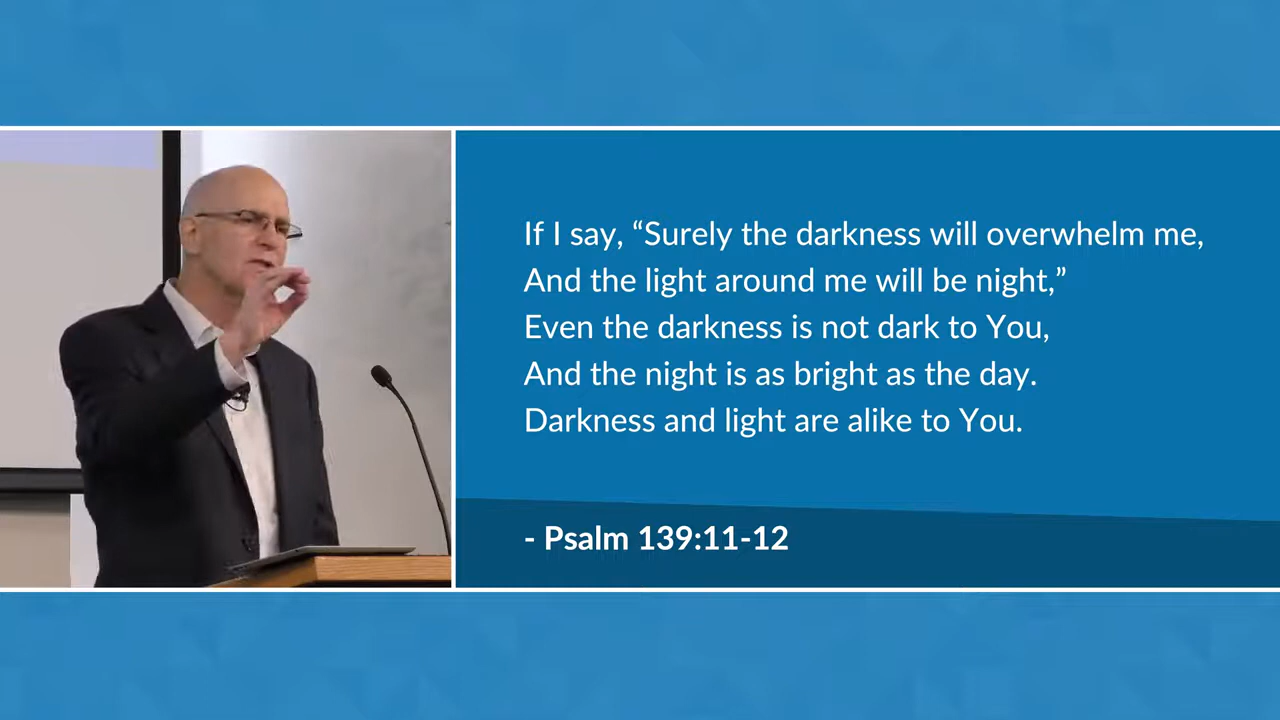 If I say, “Surely the darkness will overwhelm me,
And the light around me will be night,”
Even the darkness is not dark to You,
And the night is as bright as the day.
Darkness and light are alike to You.
- Psalm 139:11-12